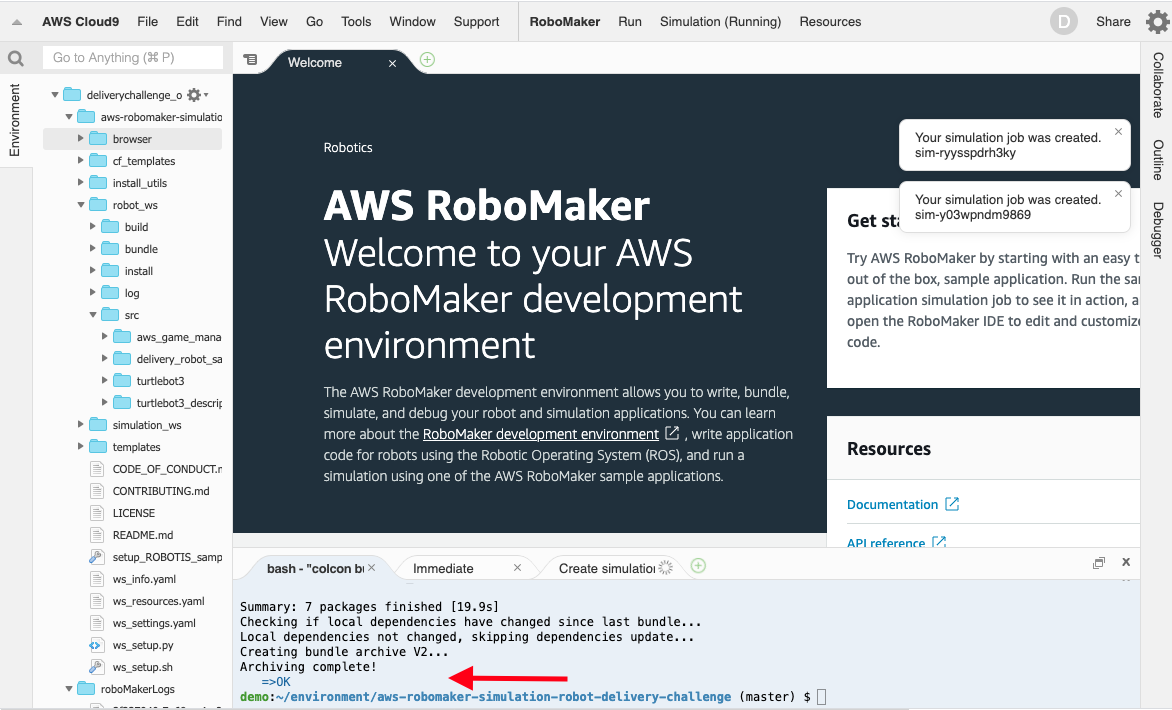 AWS Cloud9 File Edit Find View Go Tools Window Support RoboMaker Run Simulation (Running) Resources D Share
Go to Anything (⌘ P)
Welcome
Environment
Collaborate
Outline
Debugger
deliverychallenge_o
aws-robomaker-simulatio
browser
cf_templates
install_utils
robot_ws
build
bundle
install
log
src
aws_game_mana
delivery_robot_sa
turtlebot3
turtlebot3_descrip
simulation_ws
templates
CODE_OF_CONDUCT.m
CONTRIBUTING.md
LICENSE
README.md
setup_ROBOTIS_samp
ws_info.yaml
ws_resources.yaml
ws_settings.yaml
ws_setup.py
ws_setup.sh
roboMakerLogs
Robotics
AWS RoboMaker
Welcome to your AWS
RoboMaker development
environment
The AWS RoboMaker development environment allows you to write, bundle,
simulate, and debug your robot and simulation applications. You can learn
more about the RoboMaker development environment , write application
code for robots using the Robotic Operating System (ROS), and run a
simulation using one of the AWS RoboMaker sample applications.
Your simulation job was created.
sim-ryysspdrh3ky
Your simulation job was created.
sim-y03wpndm9869
Get sta
Try AWS RoboMaker by starting with an easy t
out of the box, sample application. Run the sa
application simulation job to see it in action, a
open the RoboMaker IDE to edit and customize
code.
Resources
Documentation
API reference
bash - "colcon bu Immediate Create simulation
Summary: 7 packages finished [19.9s]
Checking if local dependencies have changed since last bundle...
Local dependencies not changed, skipping dependencies update...
Creating bundle archive V2...
Archiving complete!
=>OK
demo:~/environment/aws-robomaker-simulation-robot-delivery-challenge (master) $